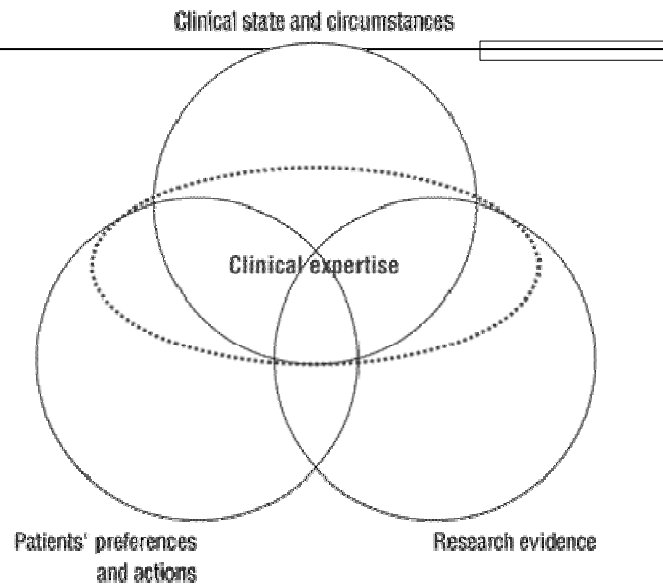 Clinical state and circumstances
Clinical expertise
Patients' preferences
and actions
Research evidence